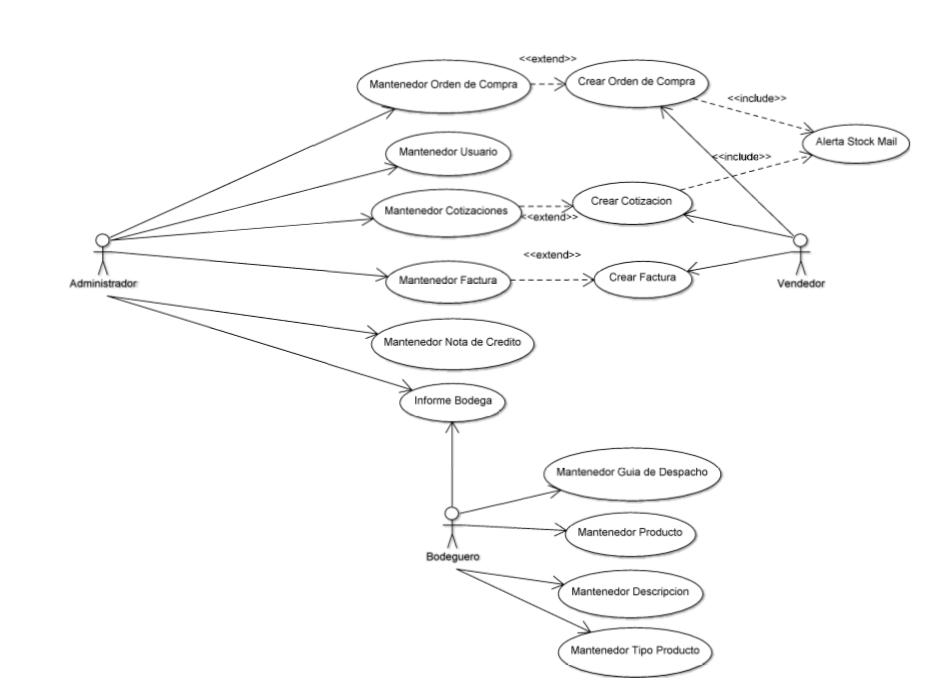 <<extend>>
Mantenedor Orden de Compra
Crear Orden de Compra
<<include>>
Alerta Stock Mail
Mantenedor Usuario
<<include>>
Mantenedor Cotizaciones
Crear Cotizacion
<<extend>>
<<extend>>
Administrador
Mantenedor Factura
Crear Factura
Vendedor
Mantenedor Nota de Credito
Informe Bodega
Mantenedor Guia de Despacho
Mantenedor Producto
Bodeguero
Mantenedor Descripcion
Mantenedor Tipo Producto